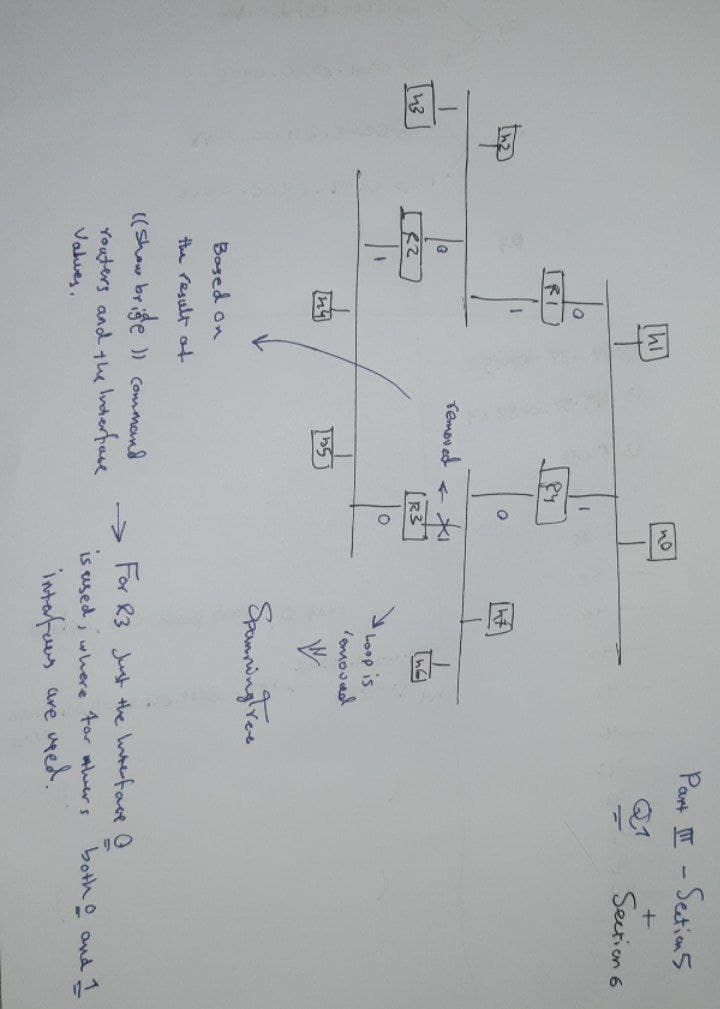 Part III - Section 5
Q1 + Section 6
h1
h0
0
1
R1
R4
1
0
h2
h7
h3
h6
0
R2
1
removed ← X1
R3
0
Loop is
removed
h4
h5
Spanning Tree
Based on
the result of
((show brige)) command
routers and the Interface
Values.
→ For R3 Just the Interface 0
is used, where for others both 0 and 1
interfaces are used.